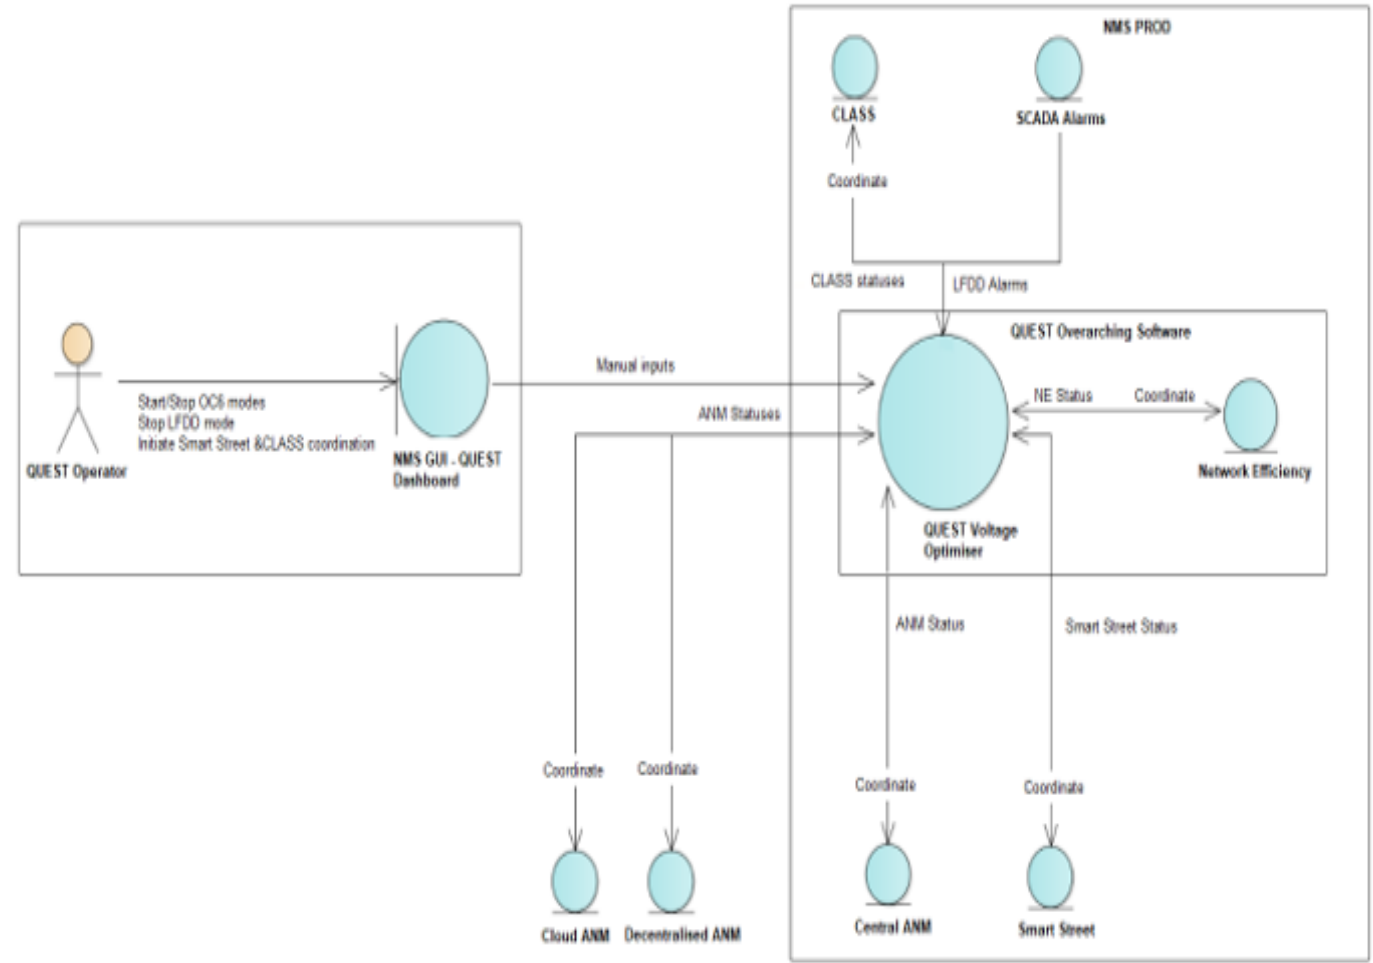 NMS PROD
CLASS
SCADA Alarms
Coordinate
CLASS statuses
LFDD Alarms
QUEST Overarching Software
Manual inputs
ANM Statuses
NE Status
Coordinate
Start/Stop OC6 modes
Stop LFDD mode
Initiate Smart Street &CLASS coordination
QUEST Operator
NMS GUI - QUEST
Dashboard
Network Efficiency
QUEST Voltage
Optimiser
ANM Status
Smart Street Status
Coordinate
Coordinate
Coordinate
Coordinate
Cloud ANM
Decentralised ANM
Central ANM
Smart Street